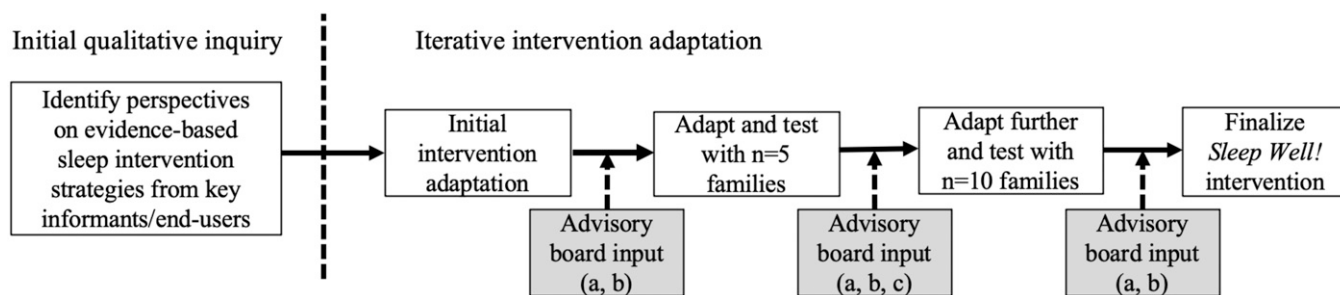 Initial qualitative inquiry
Iterative intervention adaptation
Identify perspectives
on evidence-based
sleep intervention
strategies from key
informants/end-users
Initial
intervention
adaptation
Adapt and test
with n=5
families
Adapt further
and test with
n=10 families
Finalize
Sleep Well!
intervention
Advisory
board input
(a, b)
Advisory
board input
(a, b, c)
Advisory
board input
(a, b)